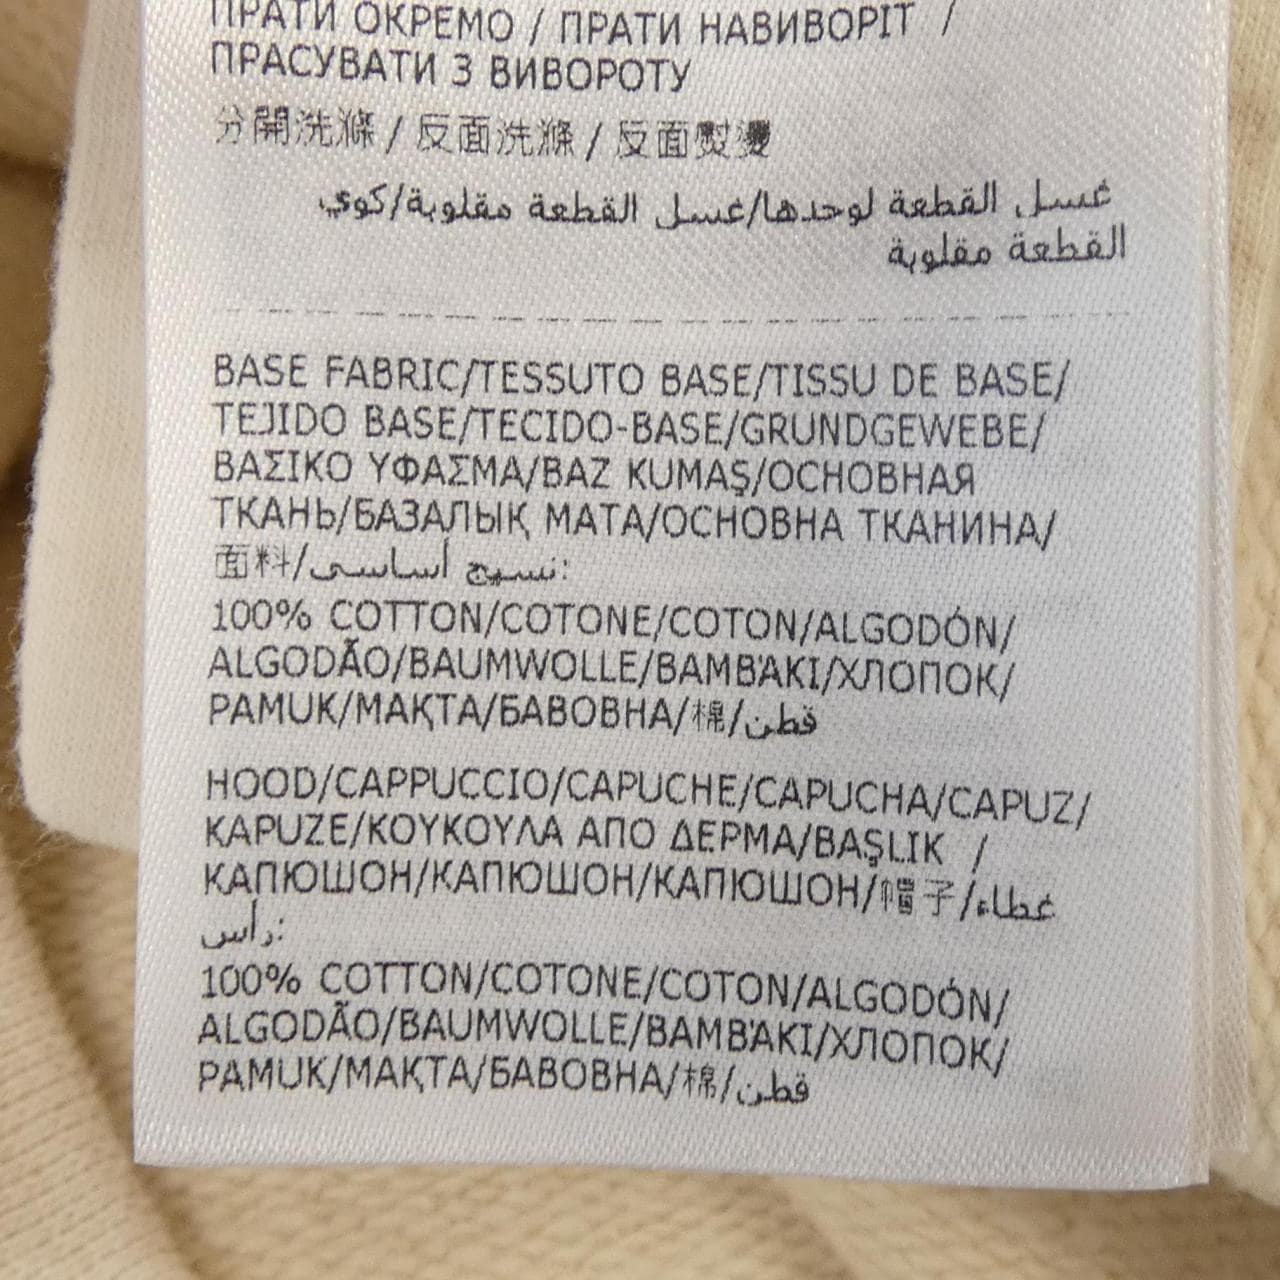 ПРАТИ ОКРЕМО / ПРАТИ НАВИВОРІТ /
ПРАСУВАТИ З ВИВОРОТУ
分開洗滌 / 反面洗滌 / 反面熨燙
غسل القطعة لوحدها/غسل القطعة مقلوبة/كوي
القطعة مقلوبة
BASE FABRIC/TESSUTO BASE/TISSU DE BASE/
TEJIDO BASE/TECIDO-BASE/GRUNDGEWEBE/
ΒΑΣΙΚΟ ΥΦΑΣΜΑ/BAZ KUMAŞ/ОСНОВНАЯ
ТКАНЬ/БАЗАЛЫҚ МАТА/ОСНОВНА ТКАНИНА/
面料/نسيج أساسى:
100% COTTON/COTONE/COTON/ALGODÓN/
ALGODÃO/BAUMWOLLE/ΒΑΜΒΆΚΙ/ХЛОПОК/
PAMUK/МАҚТА/БАВОВНА/棉/قطن
HOOD/CAPPUCCIO/CAPUCHE/CAPUCHA/CAPUZ/
KAPUZE/ΚΟΥΚΟΥΛΑ ΑΠΟ ΔΕΡΜΑ/BAŞLIK /
КАПЮШОН/КАПЮШОН/КАПЮШОН/帽子/غطاء
رأس:
100% COTTON/COTONE/COTON/ALGODÓN/
ALGODÃO/BAUMWOLLE/ΒΑΜΒΆΚΙ/ХЛОПОК/
PAMUK/МАҚТА/БАВОВНА/棉/قطن